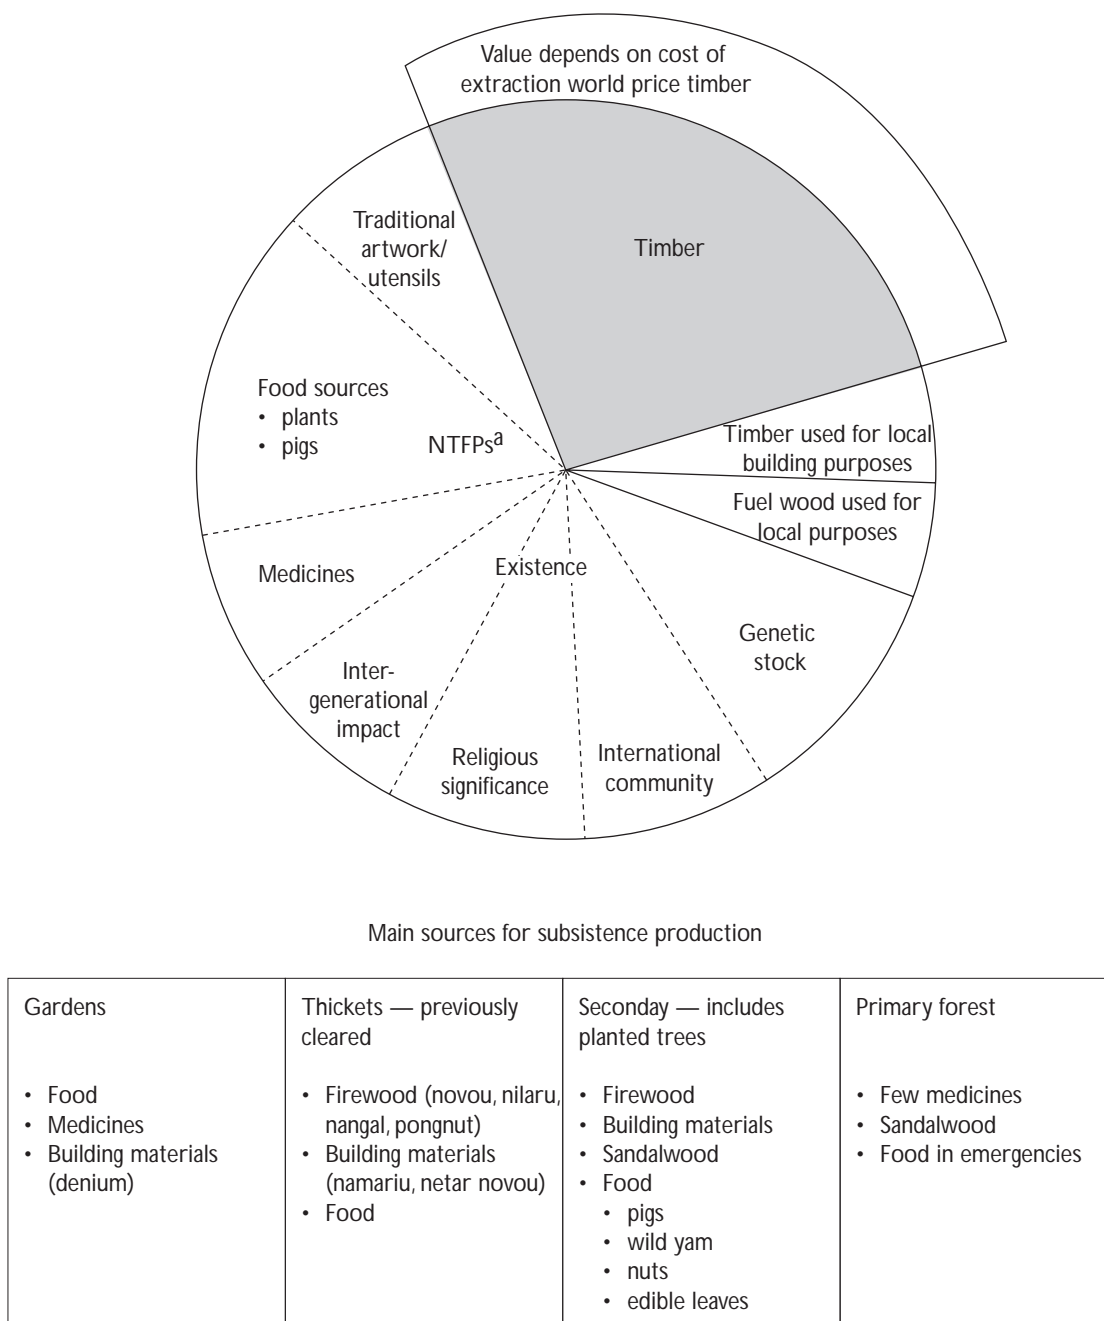 Value depends on cost of
extraction world price timber
Traditional
artwork/
utensils
Timber
Food sources
• plants
• pigs
NTFPsa
Timber used for local
building purposes
Fuel wood used for
local purposes
Medicines
Existence
Genetic
stock
Inter-
generational
impact
Religious
significance
International
community
Main sources for subsistence production
Gardens
• Food
• Medicines
• Building materials
(denium)
Thickets — previously
cleared
• Firewood (novou, nilaru,
nangal, pongnut)
• Building materials
(namariu, netar novou)
• Food
Seconday — includes
planted trees
• Firewood
• Building materials
• Sandalwood
• Food
• pigs
• wild yam
• nuts
• edible leaves
Primary forest
• Few medicines
• Sandalwood
• Food in emergencies